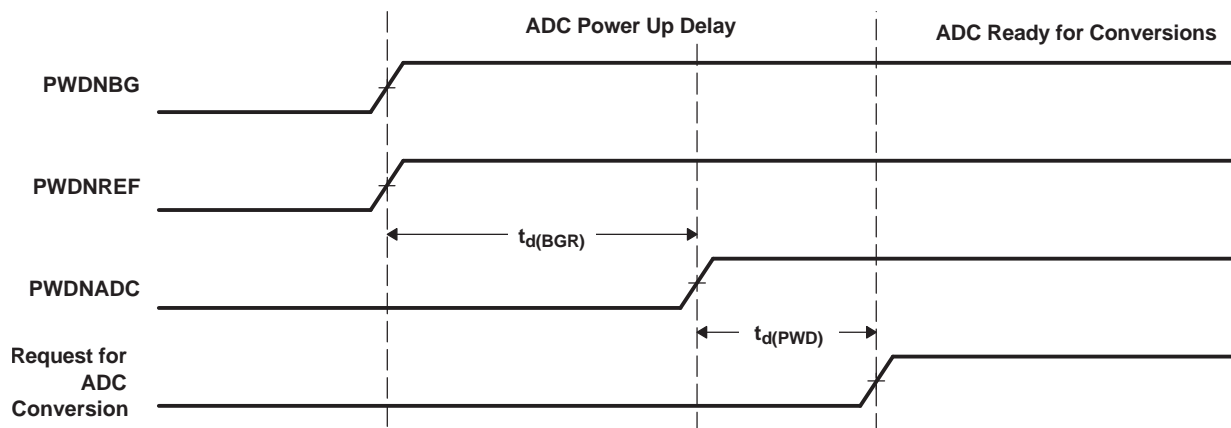 ADC Power Up Delay
ADC Ready for Conversions
PWDNBG
PWDNREF
td(BGR)
PWDNADC
td(PWD)
Request for
ADC
Conversion